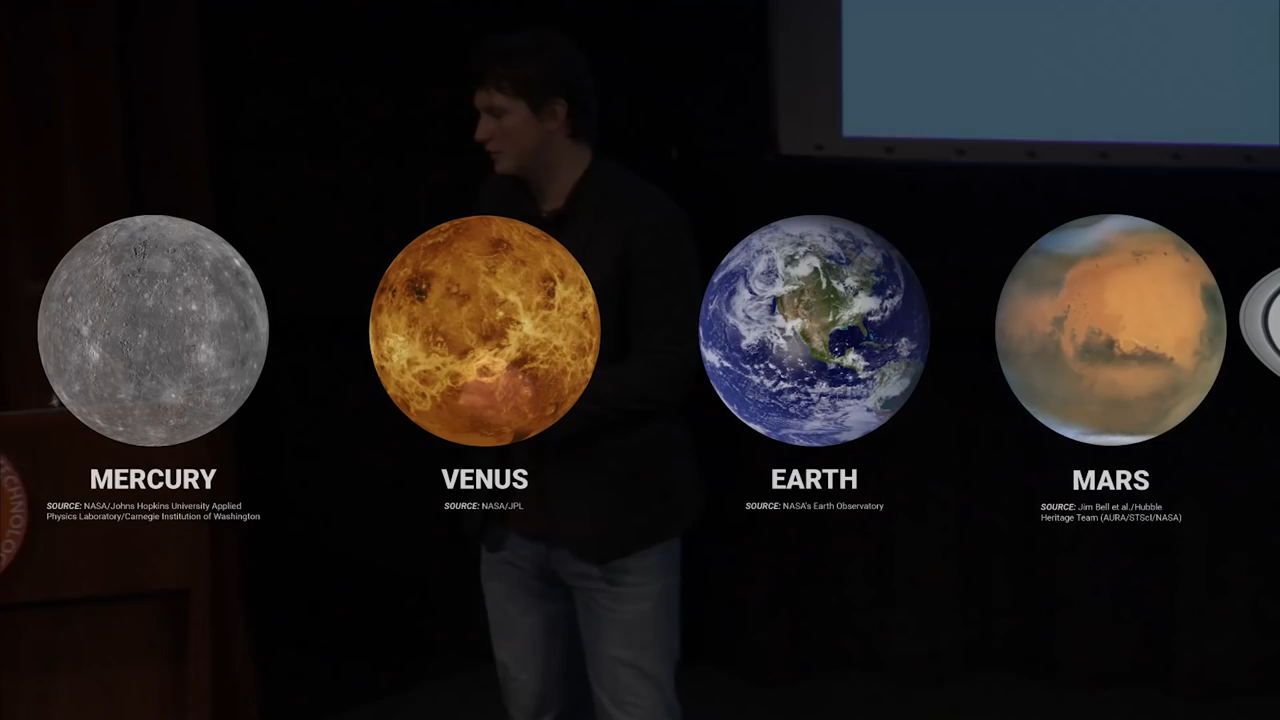 MERCURY
SOURCE: NASA/Johns Hopkins University Applied
Physics Laboratory/Carnegie Institution of Washington
VENUS
SOURCE: NASA/JPL
EARTH
SOURCE: NASA's Earth Observatory
MARS
SOURCE: Jim Bell et al./Hubble
Heritage Team (AURA/STScI/NASA)